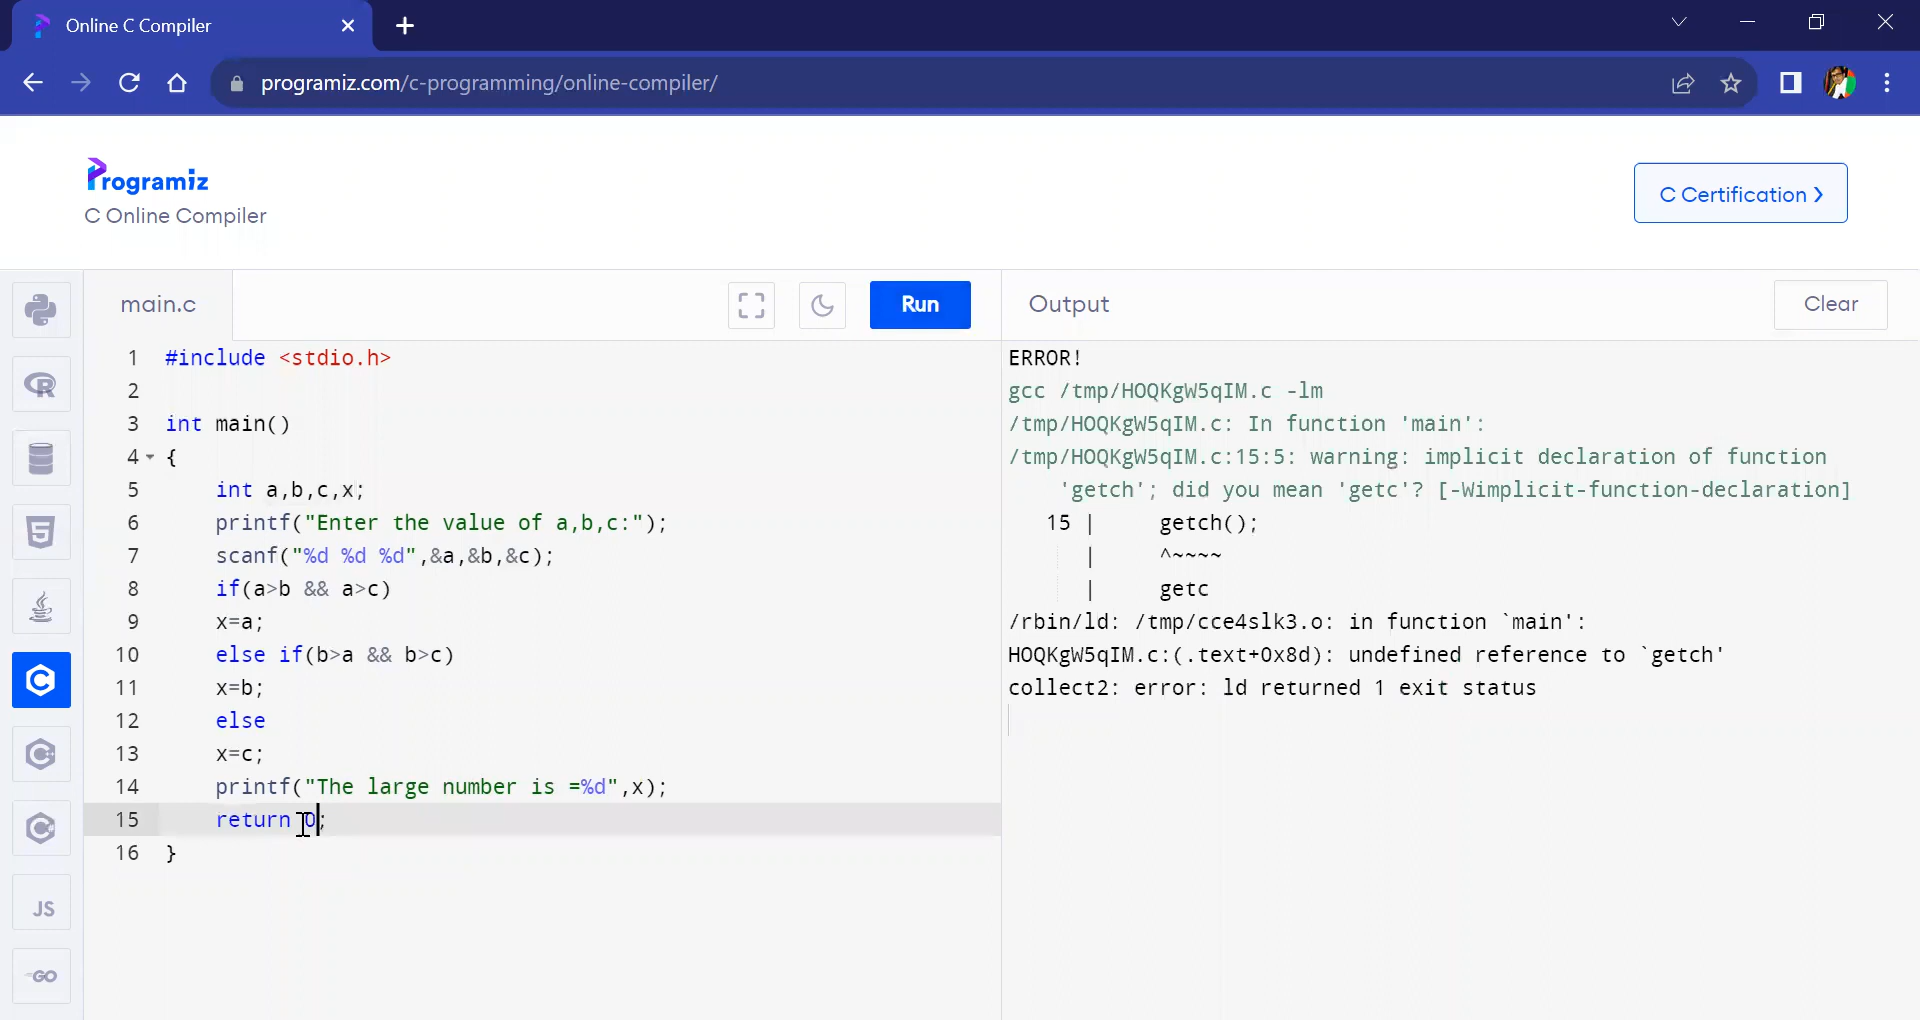 Online C Compiler
programiz.com/c-programming/online-compiler/
Programiz
C Online Compiler
C Certification
main.c
Run
Output
Clear
1 #include <stdio.h>
2
3 int main()
4 {
5 int a,b,c,x;
6 printf("Enter the value of a,b,c:");
7 scanf("%d %d %d",&a,&b,&c);
8 if(a>b && a>c)
9 x=a;
10 else if(b>a && b>c)
11 x=b;
12 else
13 x=c;
14 printf("The large number is =%d",x);
15 return 0;
16 }
ERROR!
gcc /tmp/HOQKgW5qIM.c -lm
/tmp/HOQKgW5qIM.c: In function 'main':
/tmp/HOQKgW5qIM.c:15:5: warning: implicit declaration of function
'getch'; did you mean 'getc'? [-Wimplicit-function-declaration]
15 | getch();
| ^~~~~
| getc
/rbin/ld: /tmp/cce4slk3.o: in function `main':
HOQKgW5qIM.c:(.text+0x8d): undefined reference to `getch'
collect2: error: ld returned 1 exit status
R
5
C
C
C
JS
GO